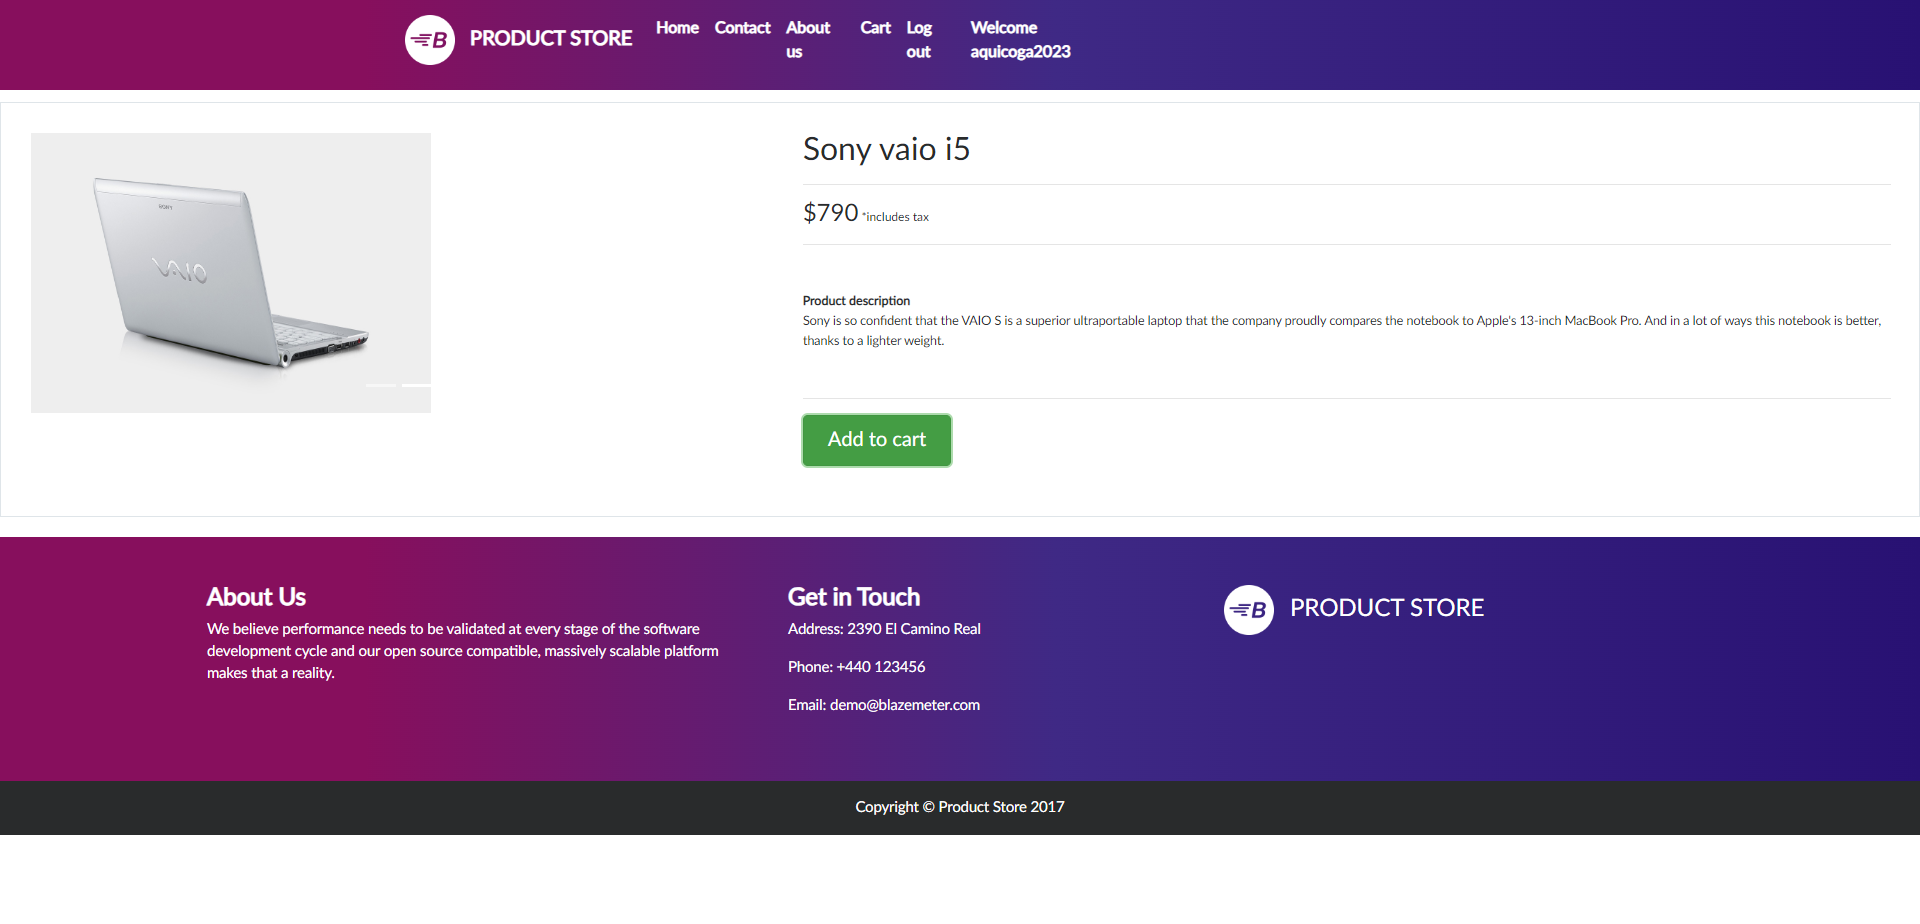 B PRODUCT STORE Home Contact About us Cart Log out Welcome aquicoga2023
SONY
VAIO
Sony vaio i5
$790 *includes tax
Product description
Sony is so confident that the VAIO S is a superior ultraportable laptop that the company proudly compares the notebook to Apple's 13-inch MacBook Pro. And in a lot of ways this notebook is better,
thanks to a lighter weight.
Add to cart
About Us
We believe performance needs to be validated at every stage of the software
development cycle and our open source compatible, massively scalable platform
makes that a reality.
Get in Touch
Address: 2390 El Camino Real
Phone: +440 123456
Email: demo@blazemeter.com
B PRODUCT STORE
Copyright © Product Store 2017